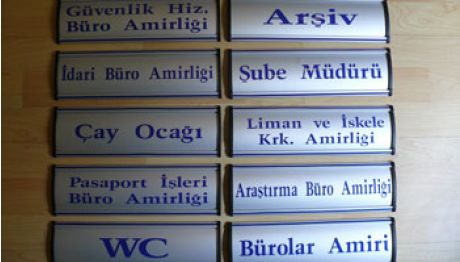 Güvenlik Hiz.
Büro Amirliği
Arşiv
İdari Büro Amirliği
Şube Müdürü
Çay Ocağı
Liman ve İskele
Krk. Amirliği
Pasaport İşleri
Büro Amirliği
Araştırma Büro Amirliği
WC
Bürolar Amiri